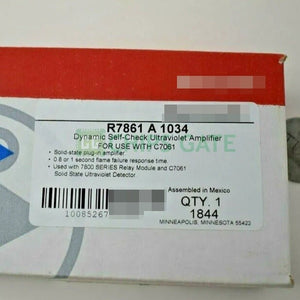 R7861 A 1034
Dynamic Self-Check Ultraviolet Amplifier
FOR USE WITH C7061
• Solid-state plug-in amplifier
• 0.8 or 1 second flame failure response time.
• Used with 7800 SERIES Relay Module and C7061
Solid State Ultraviolet Detector.
Assembled in Mexico
QTY. 1
10085267
1844
MINNEAPOLIS, MINNESOTA 55422